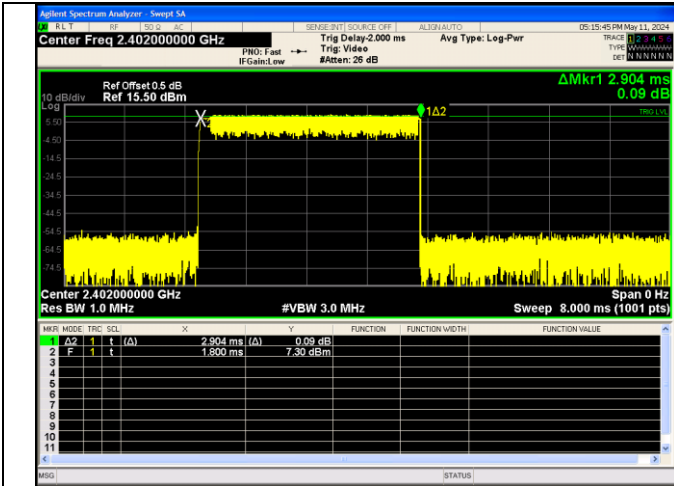 Agilent Spectrum Analyzer - Swept SA
RL T RF 50 Ω AC SENSE:INT SOURCE OFF ALIGN AUTO 05:15:45 PM May 11, 2024
Center Freq 2.402000000 GHz
PNO: Fast
IFGain:Low
Trig Delay-2.000 ms
Trig: Video
#Atten: 26 dB
Avg Type: Log-Pwr
TRACE 1 2 3 4 5 6
TYPE WWWWWW
DET N N N N N N
ΔMkr1 2.904 ms
0.09 dB
Ref Offset 0.5 dB
Ref 15.50 dBm
10 dB/div
Log
1Δ2
TRIG LVL
5.50
-4.50
-14.5
-24.5
-34.5
-44.5
-54.5
-64.5
-74.5
Center 2.402000000 GHz
Span 0 Hz
Res BW 1.0 MHz
#VBW 3.0 MHz
Sweep 8.000 ms (1001 pts)
MKR MODE TRC SCL X Y FUNCTION FUNCTION WIDTH FUNCTION VALUE
1 Δ2 1 t (Δ) 2.904 ms (Δ) 0.09 dB
2 F 1 t 1.800 ms 7.30 dBm
3
4
5
6
7
8
9
10
11
MSG
STATUS